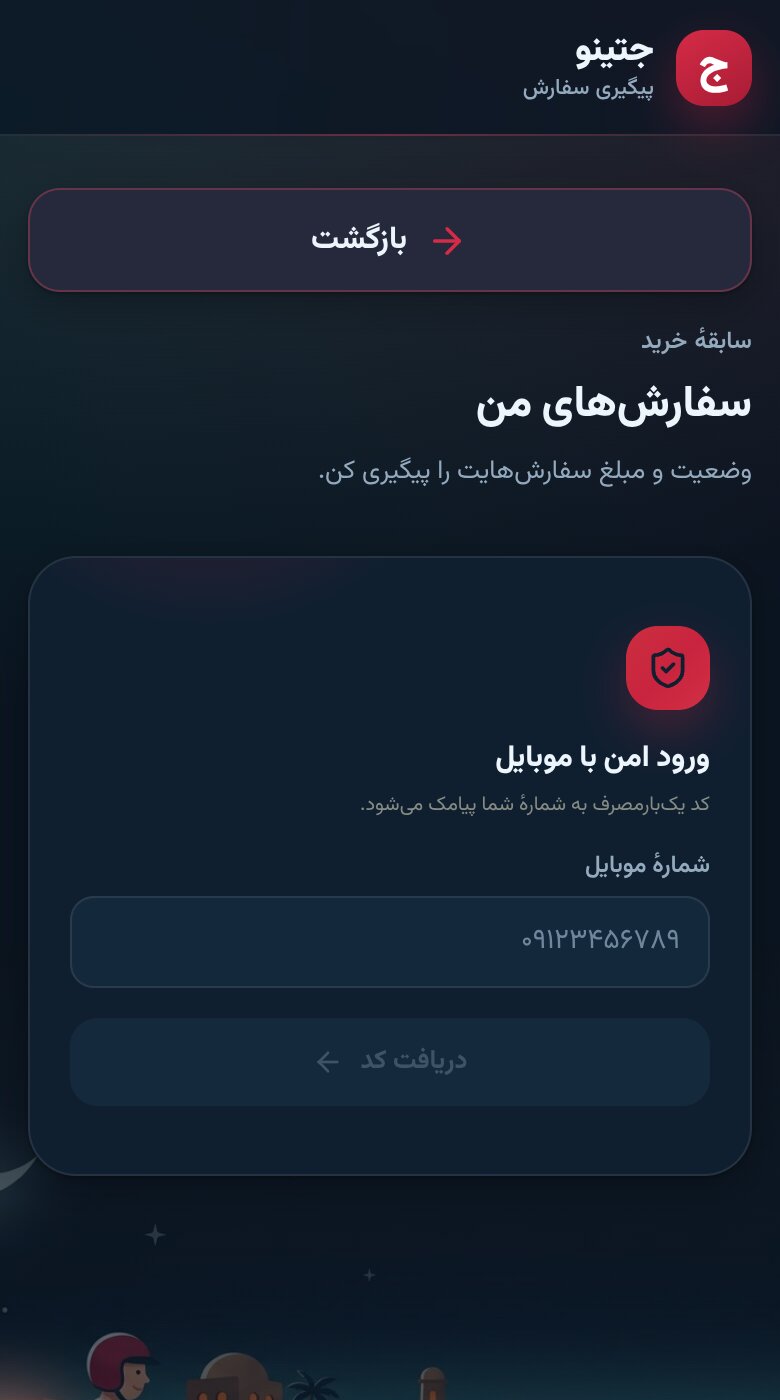 ج
جتینو
پیگیری سفارش
بازگشت
سابقهٔ خرید
سفارش‌های من
وضعیت و مبلغ سفارش‌هایت را پیگیری کن.
ورود امن با موبایل
کد یک‌بارمصرف به شمارهٔ شما پیامک می‌شود.
شمارهٔ موبایل
۰۹۱۲۳۴۵۶۷۸۹
دریافت کد